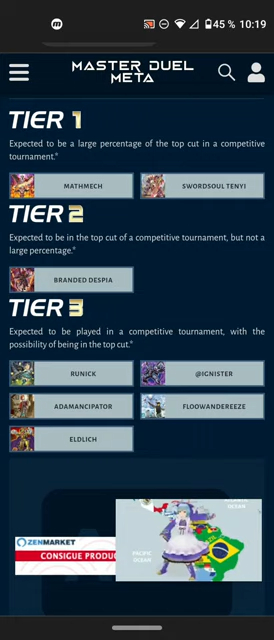 45 % 10:19
MASTER DUEL
META
TIER 1
Expected to be a large percentage of the top cut in a competitive
tournament.*
MATHMECH
SWORDSOUL TENYI
TIER 2
Expected to be in the top cut of a competitive tournament, but not a
large percentage.*
BRANDED DESPIA
TIER 3
Expected to be played in a competitive tournament, with the
possibility of being in the top cut.*
RUNICK
@IGNISTER
ADAMANCIPATOR
FLOOWANDEREEZE
ELDLICH
ZENMARKET
CONSIGUE PRODU
PACIFIC
OCEAN
OCEAN